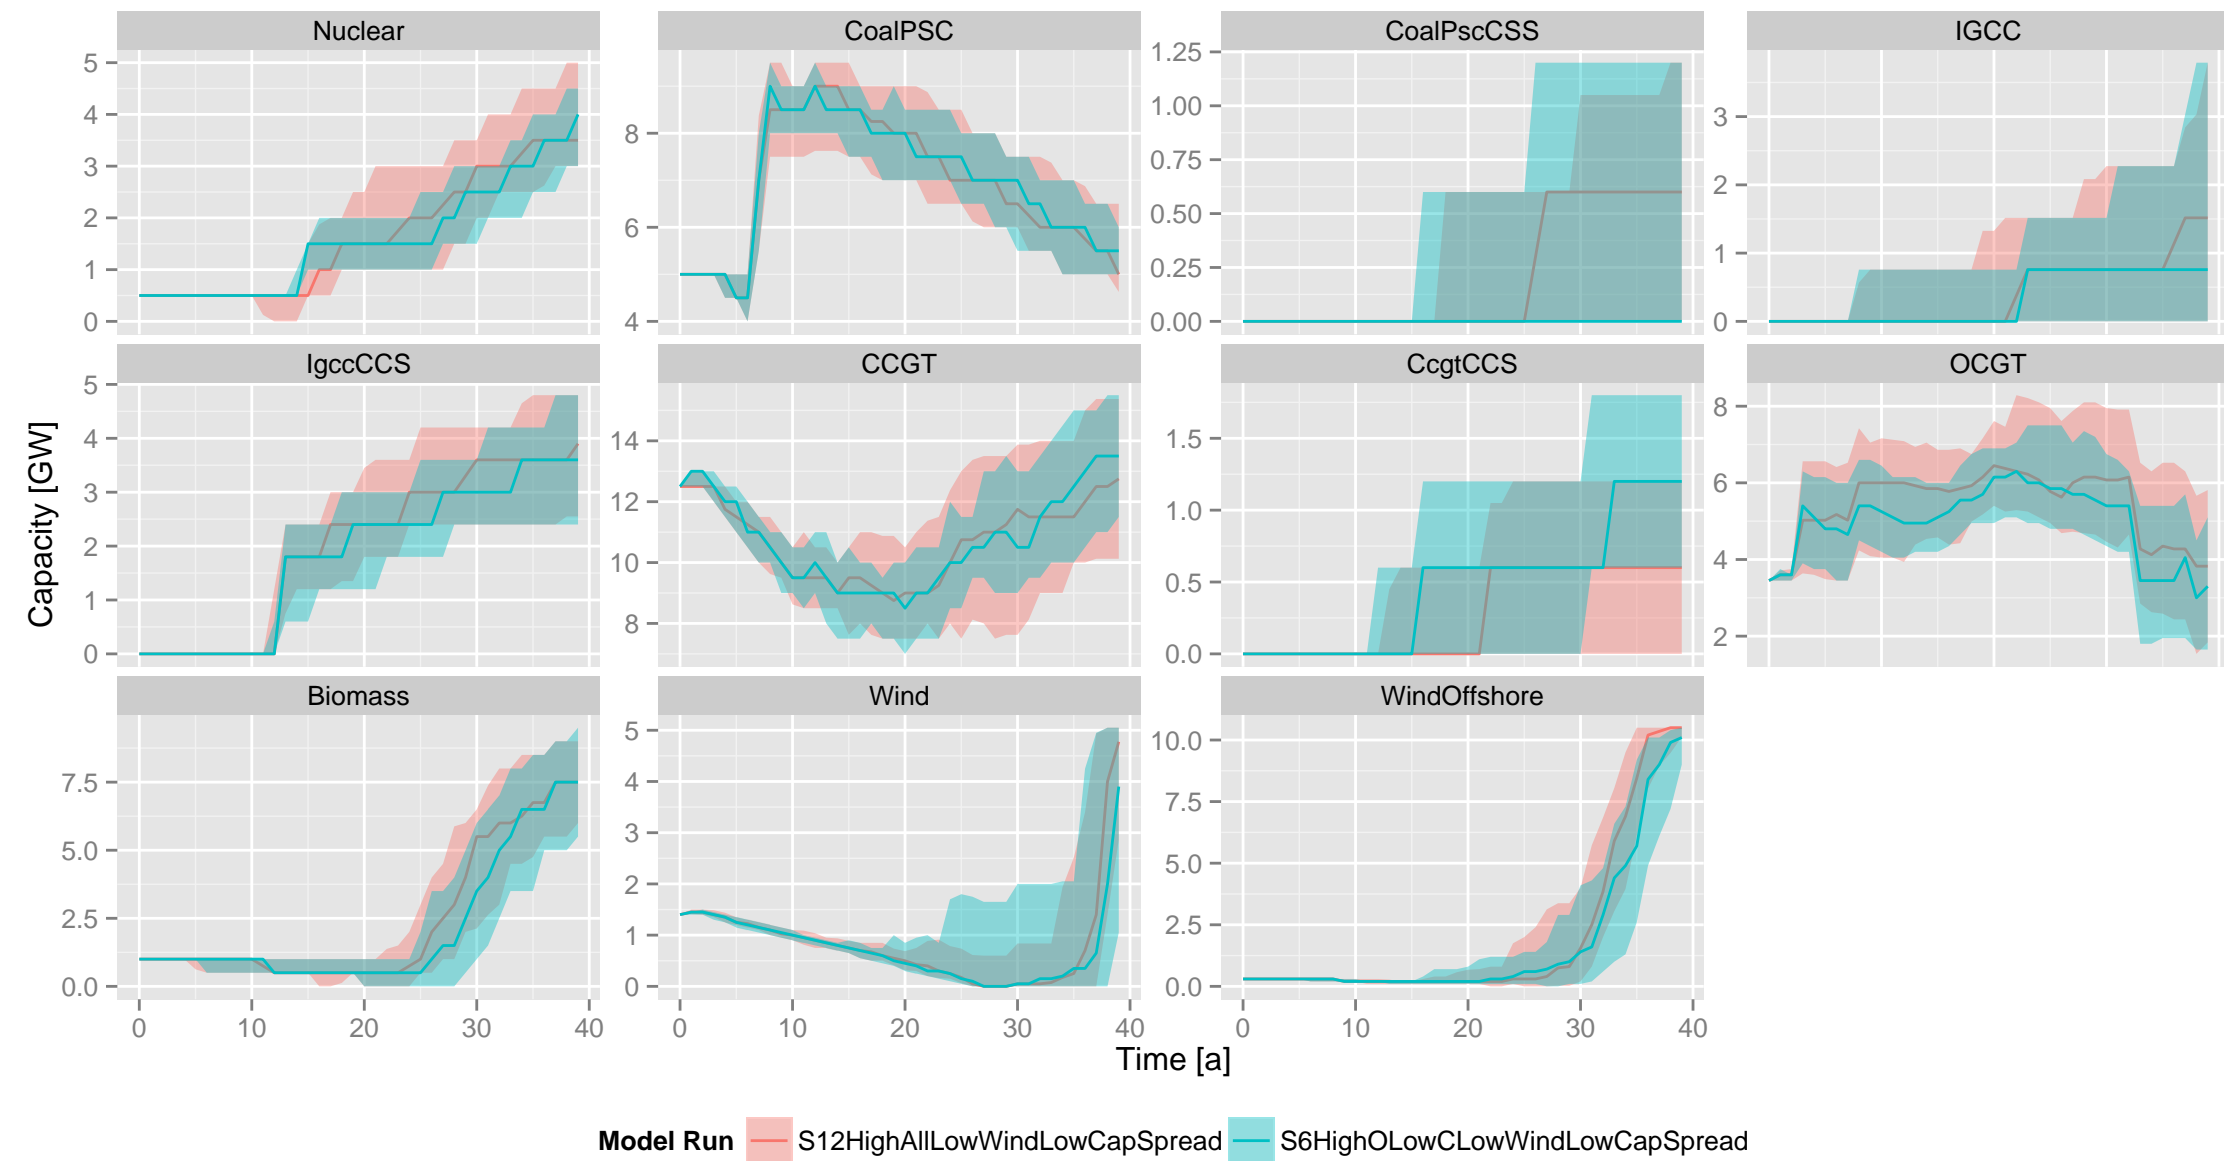 Nuclear CoalPSC CoalPscCSS IGCC
5 4 3 2 1 0
8 6 4
1.25 1.00 0.75 0.50 0.25 0.00
3 2 1 0
IgccCCS CCGT CcgtCCS OCGT
5 4 3 2 1 0
14 12 10 8
1.5 1.0 0.5 0.0
8 6 4 2
Capacity [GW]
Biomass Wind WindOffshore
7.5 5.0 2.5 0.0
5 4 3 2 1 0
10.0 7.5 5.0 2.5 0.0
0 10 20 30 40 0 10 20 30 40 0 10 20 30 40
Time [a]
Model Run S12HighAllLowWindLowCapSpread S6HighOLowCLowWindLowCapSpread